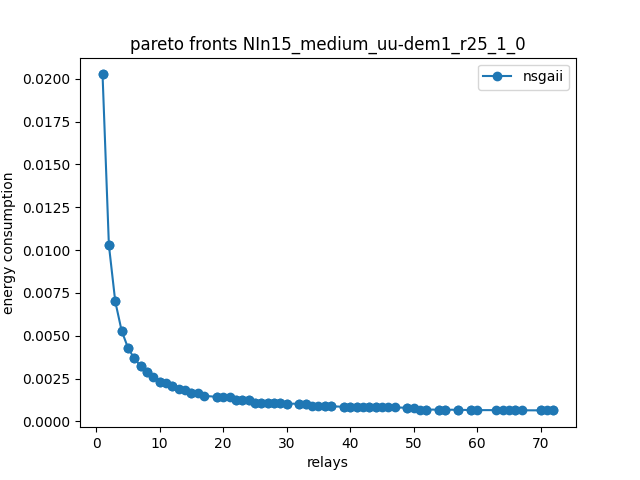 pareto fronts NIn15_medium_uu-dem1_r25_1_0
nsgaii
energy consumption
0.0200
0.0175
0.0150
0.0125
0.0100
0.0075
0.0050
0.0025
0.0000
0 10 20 30 40 50 60 70
relays